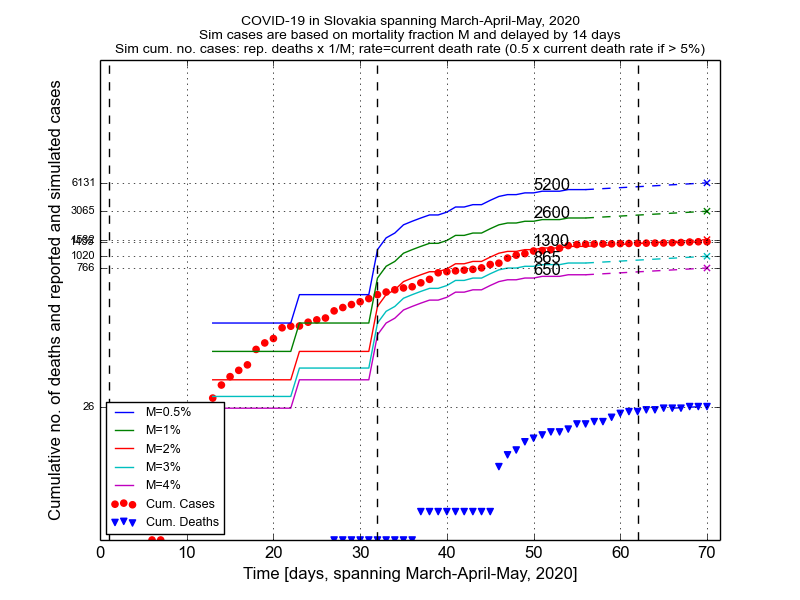 COVID-19 in Slovakia spanning March-April-May, 2020
Sim cases are based on mortality fraction M and delayed by 14 days
Sim cum. no. cases: rep. deaths x 1/M; rate=current death rate (0.5 x current death rate if > 5%)
Cumulative no. of deaths and reported and simulated cases
6131
3065
1020
766
26
5200
2600
1300
865
650
M=0.5%
M=1%
M=2%
M=3%
M=4%
Cum. Cases
Cum. Deaths
0 10 20 30 40 50 60 70
Time [days, spanning March-April-May, 2020]